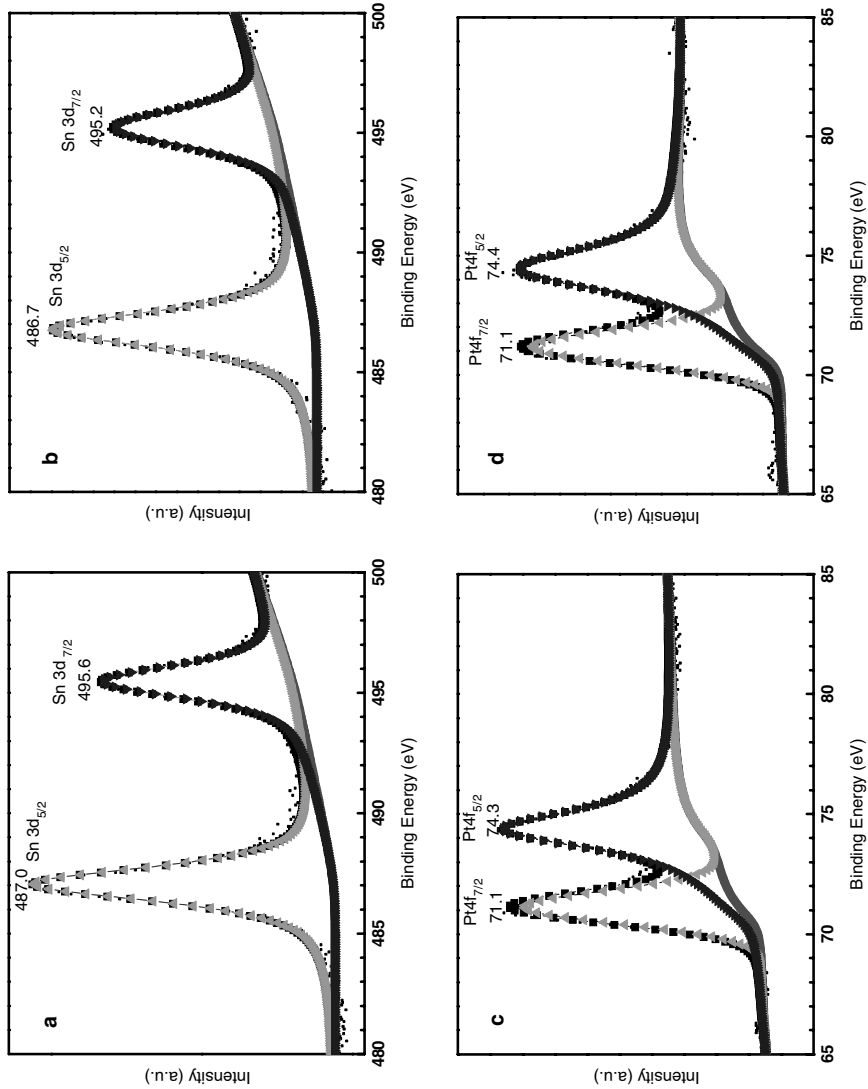 a
Sn 3d5/2
487.0
Sn 3d 7/2
495.6
Intensity (a.u.)
480 485 490 495 500
Binding Energy (eV)
b
Sn 3d5/2
486.7
Sn 3d7/2
495.2
Intensity (a.u.)
480 485 490 495 500
Binding Energy (eV)
c
Pt4f7/2
71.1
Pt4f5/2
74.3
Intensity (a.u.)
65 70 75 80 85
Binding Energy (eV)
d
Pt4f7/2
71.1
Pt4f5/2
74.4
Intensity (a.u.)
65 70 75 80 85
Binding Energy (eV)